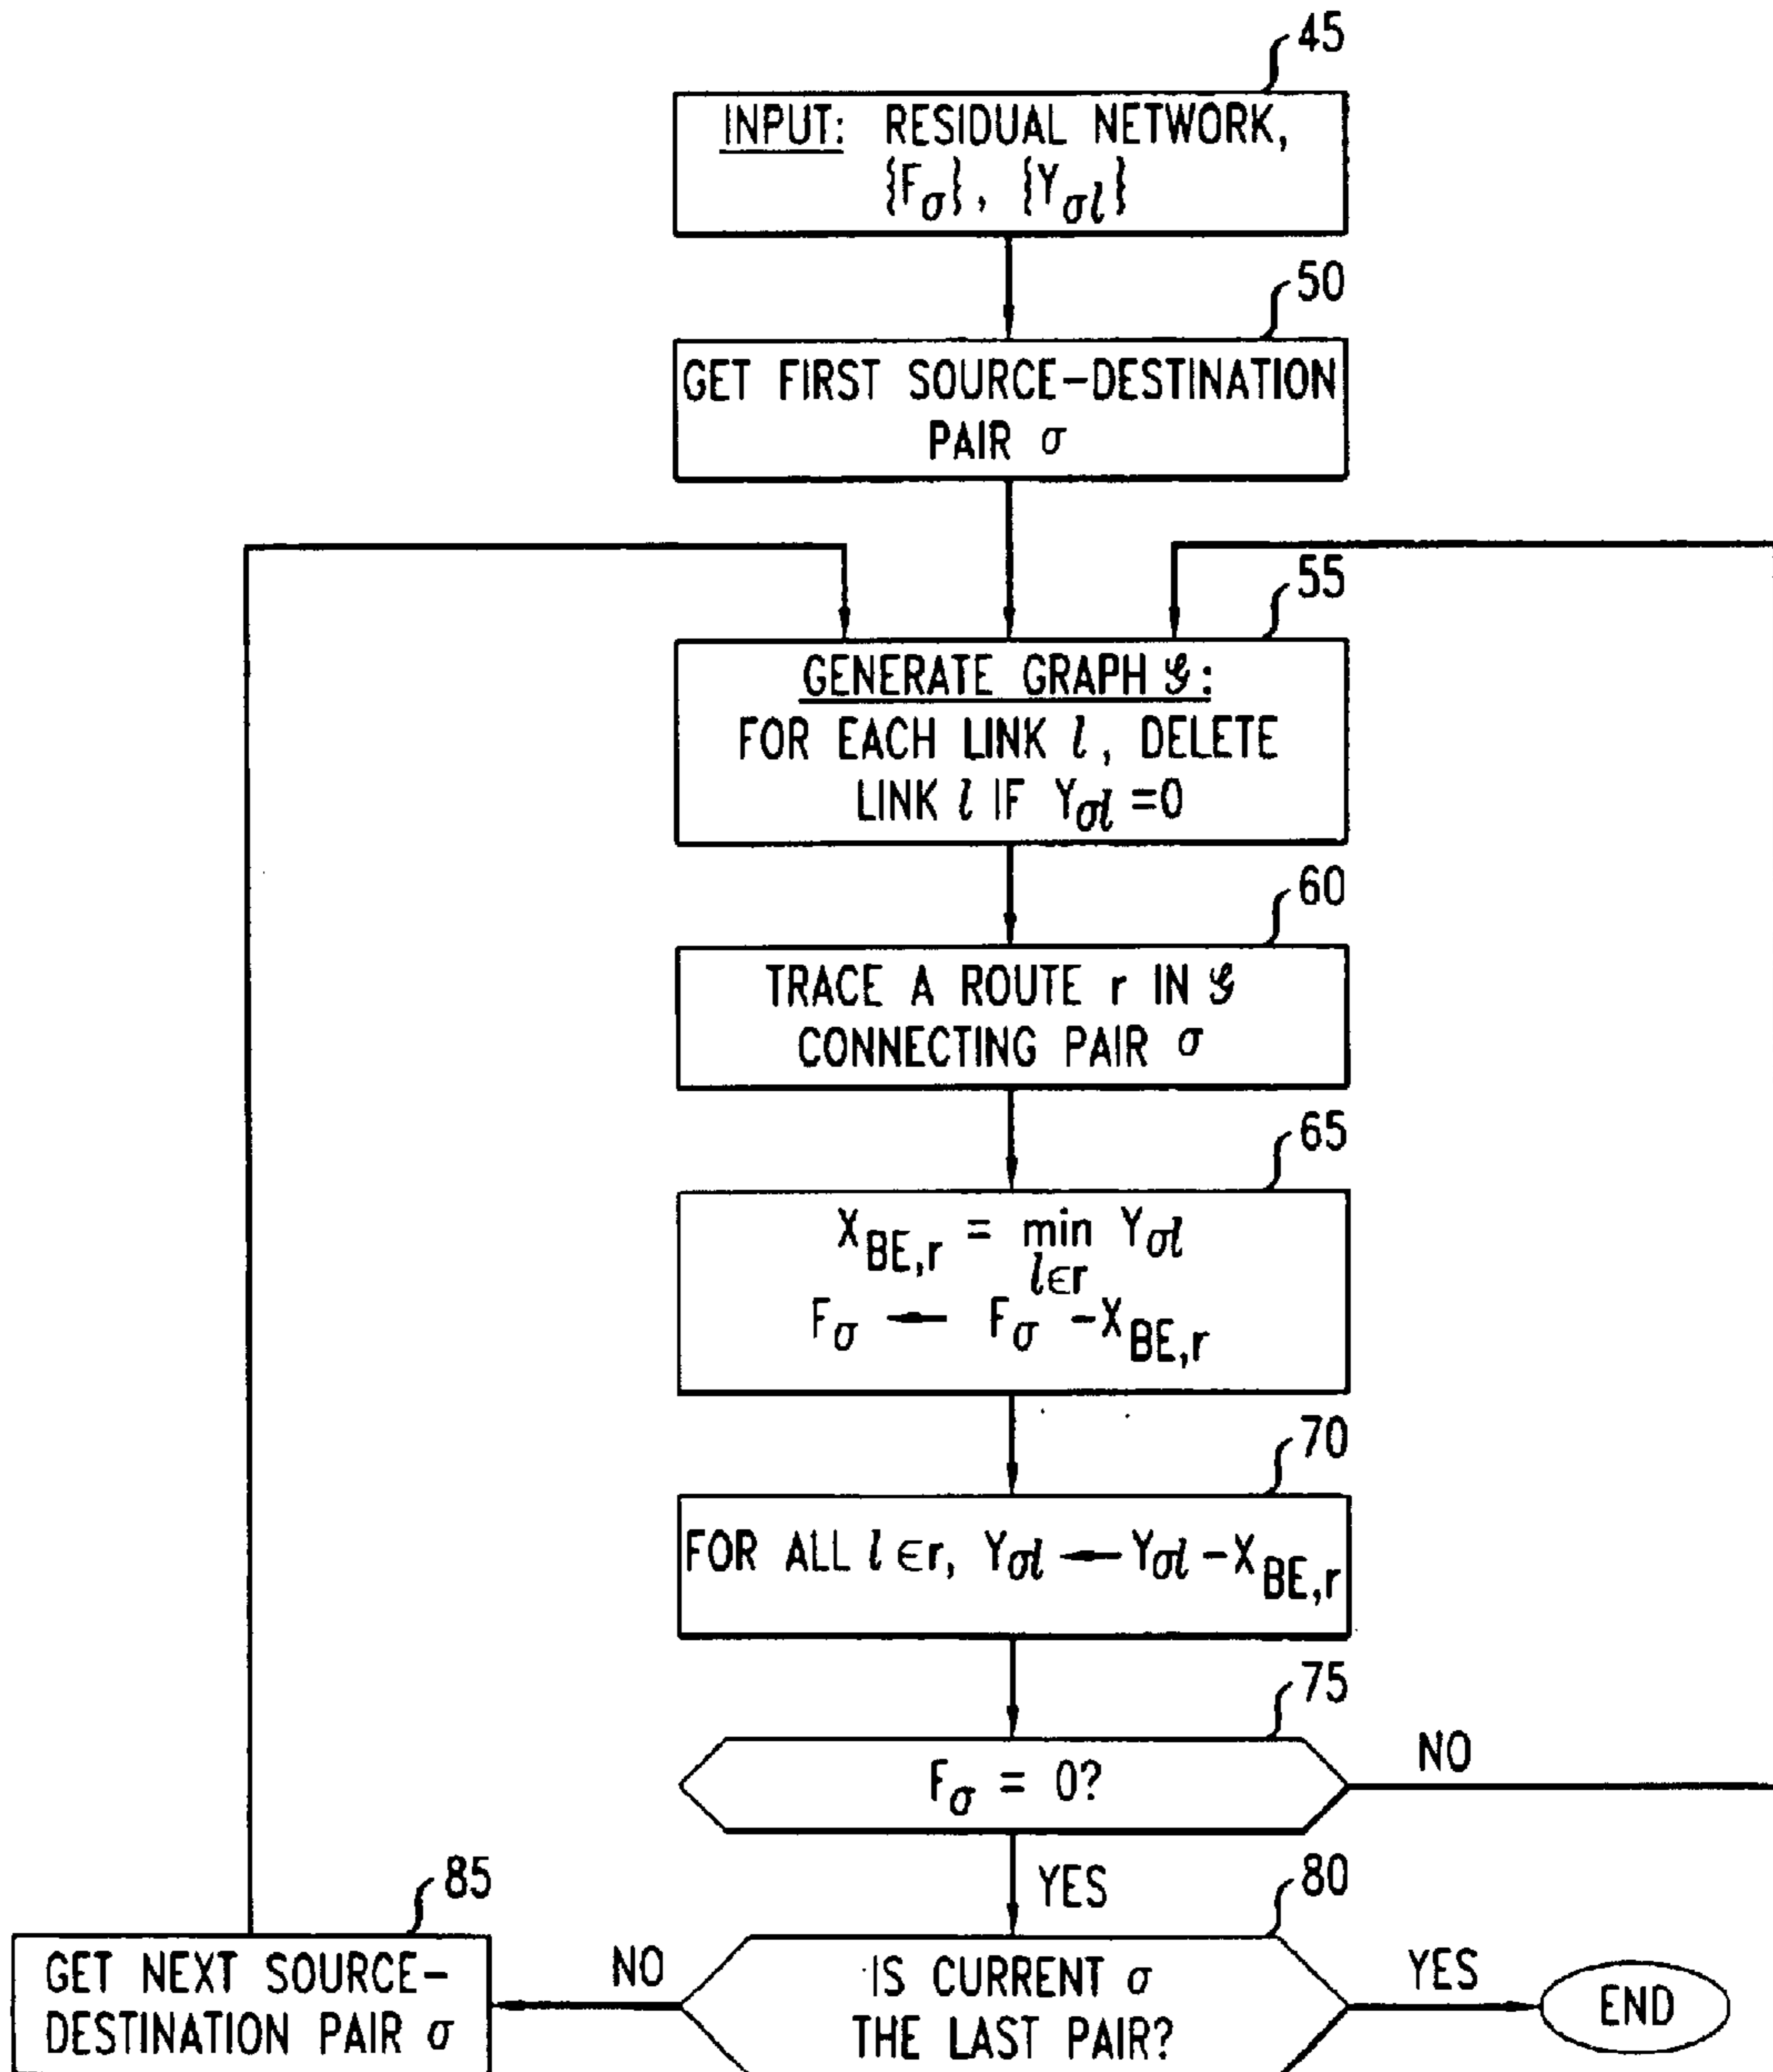 45
INPUT: RESIDUAL NETWORK,
{Fσ}, {Yσl}
50
GET FIRST SOURCE-DESTINATION
PAIR σ
55
GENERATE GRAPH 𝒢:
FOR EACH LINK l, DELETE
LINK l IF Yσl =0
60
TRACE A ROUTE r IN 𝒢
CONNECTING PAIR σ
65
XBE,r = min Yσl
l∈r
Fσ ← Fσ -XBE,r
70
FOR ALL l ∈r, Yσl ← Yσl -XBE,r
75
Fσ = 0?
NO
YES
80
85
GET NEXT SOURCE-
DESTINATION PAIR σ
NO
IS CURRENT σ
THE LAST PAIR?
YES
END